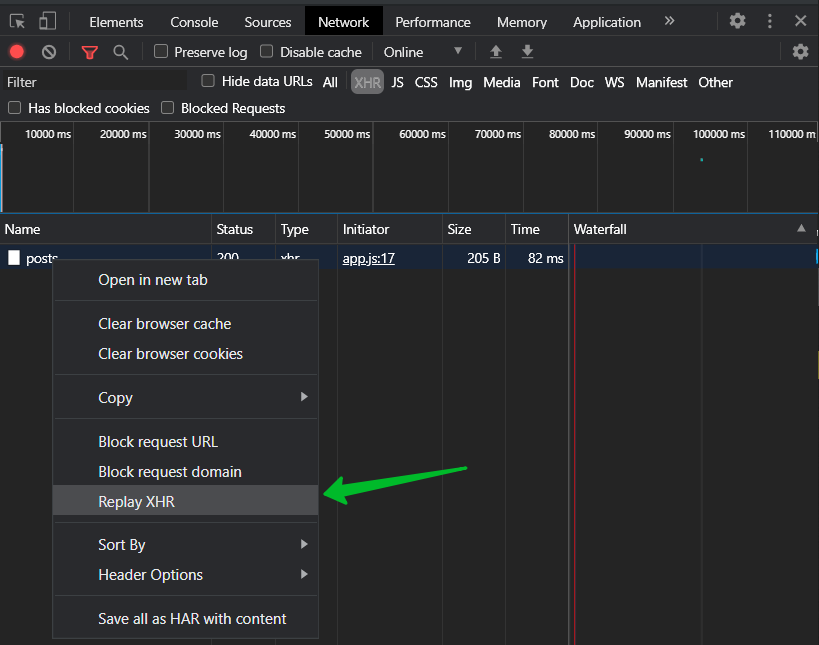 Elements Console Sources Network Performance Memory Application »
Preserve log Disable cache Online
Filter Hide data URLs All XHR JS CSS Img Media Font Doc WS Manifest Other
Has blocked cookies Blocked Requests
10000 ms 20000 ms 30000 ms 40000 ms 50000 ms 60000 ms 70000 ms 80000 ms 90000 ms 100000 ms 110000 m
Name Status Type Initiator Size Time Waterfall
posts 200 xhr app.js:17 205 B 82 ms
Open in new tab
Clear browser cache
Clear browser cookies
Copy
Block request URL
Block request domain
Replay XHR
Sort By
Header Options
Save all as HAR with content